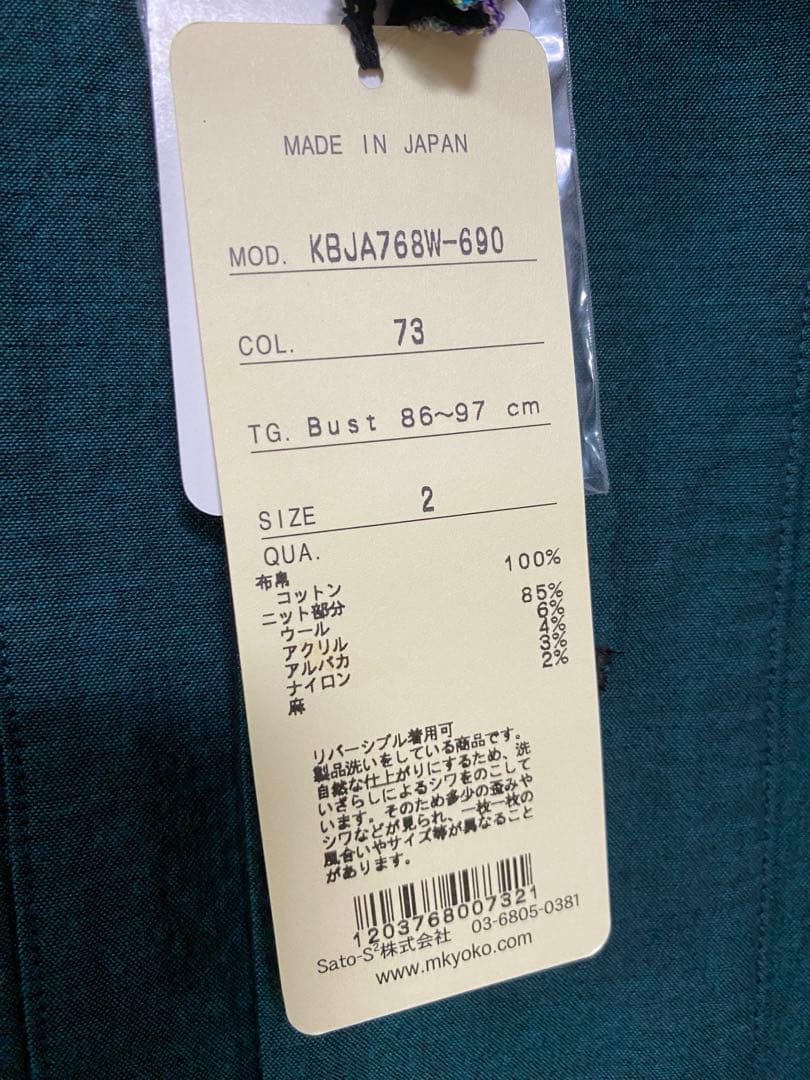 MADE IN JAPAN
MOD. KBJA768W-690
COL. 73
TG. Bust 86〜97 cm
SIZE 2
QUA.
布帛
コットン 100%
ニット部分
ウール 85%
アクリル 6%
アルパカ 4%
ナイロン 3%
麻 2%
リバーシブル着用可
製品洗いをしている商品です。
自然な仕上がりにするため、洗
いざらしによるシワをのこして
います。そのため多少の歪みや
シワなどが見られ、一枚一枚の
風合いやサイズ等が異なること
があります。
1203768007321
Sato-S²株式会社 03-6805-0381
www.mkyoko.com